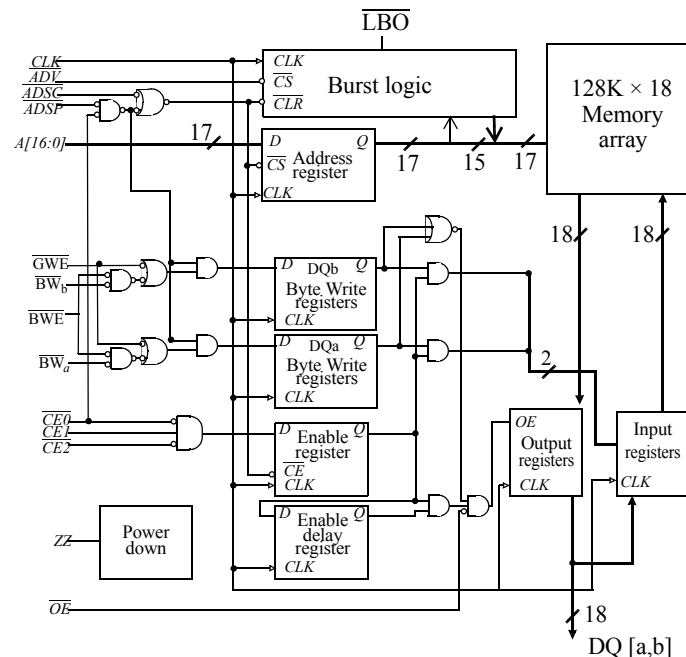 LBO
CLK
ADV
ADSC
ADSP
A[16:0]
17
CLK
CS
CLR
Burst logic
D Q
CS
CLK
Address
register
17
15
17
128K × 18
Memory
array
18
18
GWE
BWb
BWE
BWa
D DQb Q
Byte Write
registers
CLK
D DQa Q
Byte Write
registers
CLK
2
CE0
CE1
CE2
D Enable Q
register
CE
CLK
D Enable Q
delay
register
CLK
OE
Output
registers
CLK
Input
registers
CLK
ZZ
Power
down
OE
18
DQ [a,b]